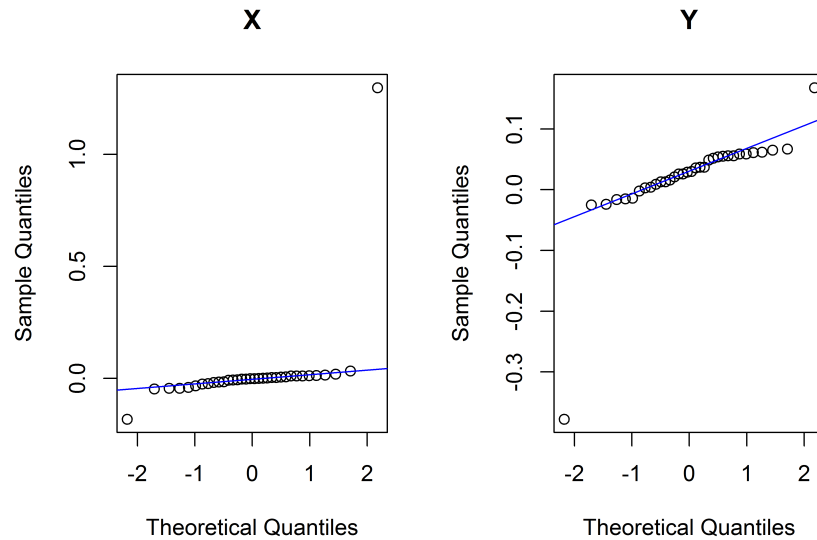 X
Sample Quantiles
1.0
0.5
0.0
-2 -1 0 1 2
Theoretical Quantiles
Y
Sample Quantiles
0.1
0.0
-0.1
-0.2
-0.3
-2 -1 0 1 2
Theoretical Quantiles